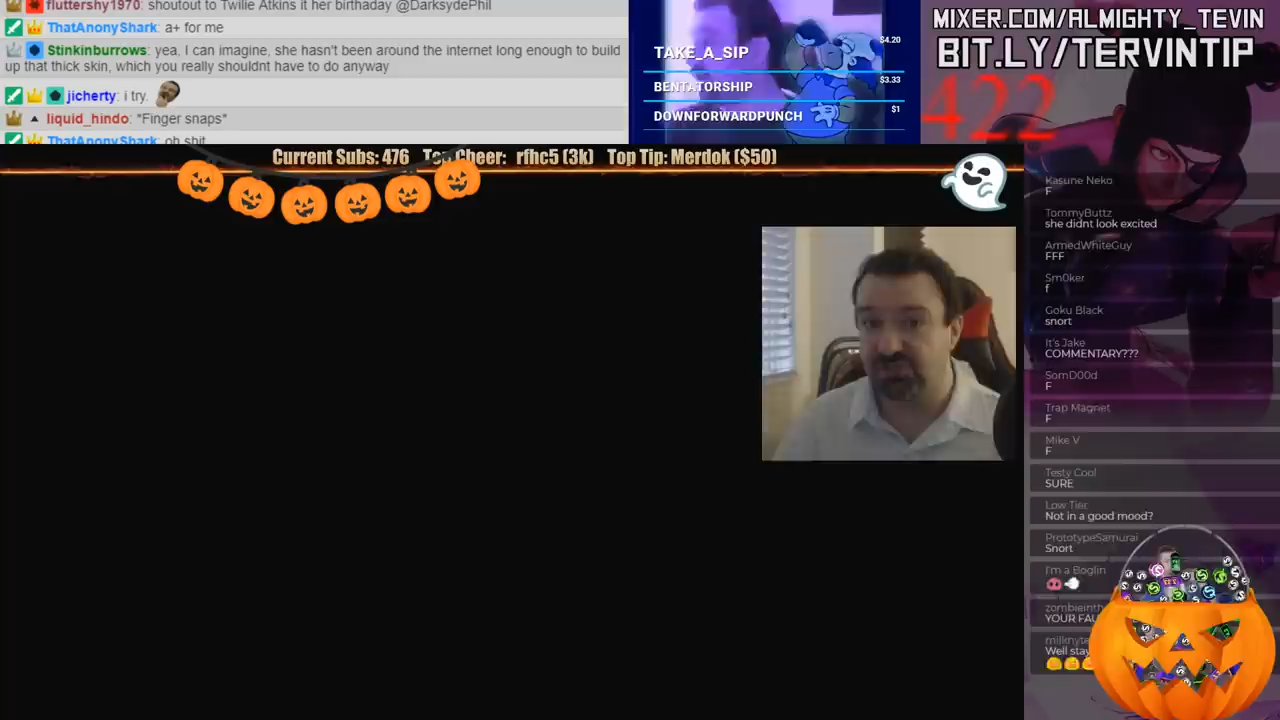 fluttershy1970: shoutout to Twilie Atkins it her birthday @DarksydePhil
ThatAnonyShark: a+ for me
Stinkinburrows: yea, I can imagine, she hasn't been around the internet long enough to build
up that thick skin, which you really shouldnt have to do anyway
jicherty: i try.
liquid_hindo: "Finger snaps"
ThatAnonyShark: oh shit
TAKE_A_SIP
$4.20
BENTATORSHIP
$3.33
DOWNFORWARDPUNCH
$1
MIXER.COM/ALMIGHTY_TEVIN
BIT.LY/TERVINTIP
422
Current Subs: 476 Top Cheer: rfhc5 (3k) Top Tip: Merdok ($50)
Kasune Neko
F
TommyButtz
she didnt look excited
ArmedWhiteGuy
FFF
Sm0ker
f
Goku Black
snort
It's Jake
COMMENTARY???
SomD00d
F
Trap Magnet
F
Mike V
F
Testy Cool
SURE
Low Tier
Not in a good mood?
PrototypeSamurai
Snort
I'm a Boglin
YOUR
Well stay